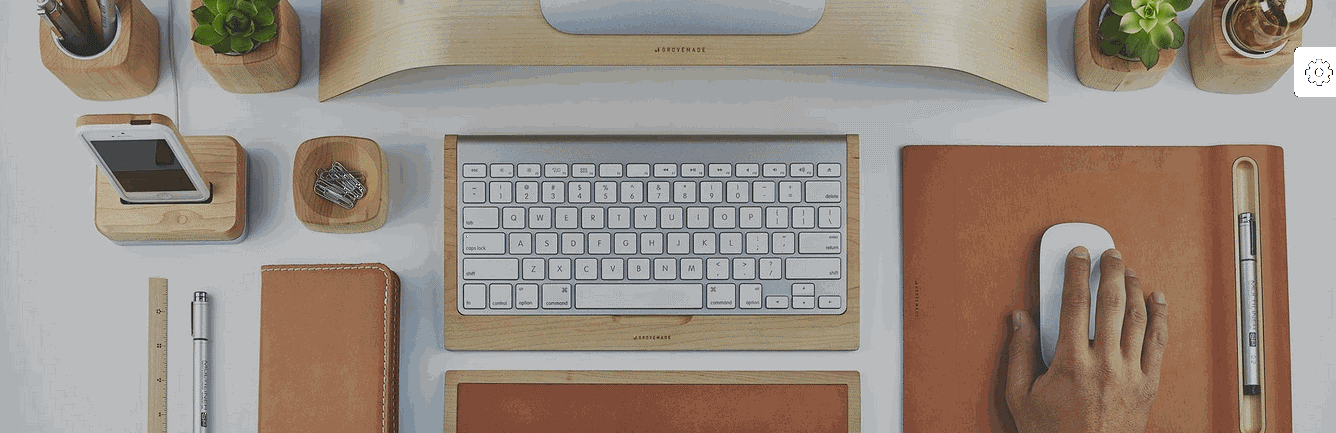 GROVEMADE
esc
! 1 @ 2 # 3 $ 4 % 5 ^ 6 & 7 * 8 ( 9 ) 0 delete
tab Q W E R T Y U I O P
caps lock A S D F G H J K L return
shift Z X C V B N M < , > . ? / shift
fn control option command command option
GROVEMADE